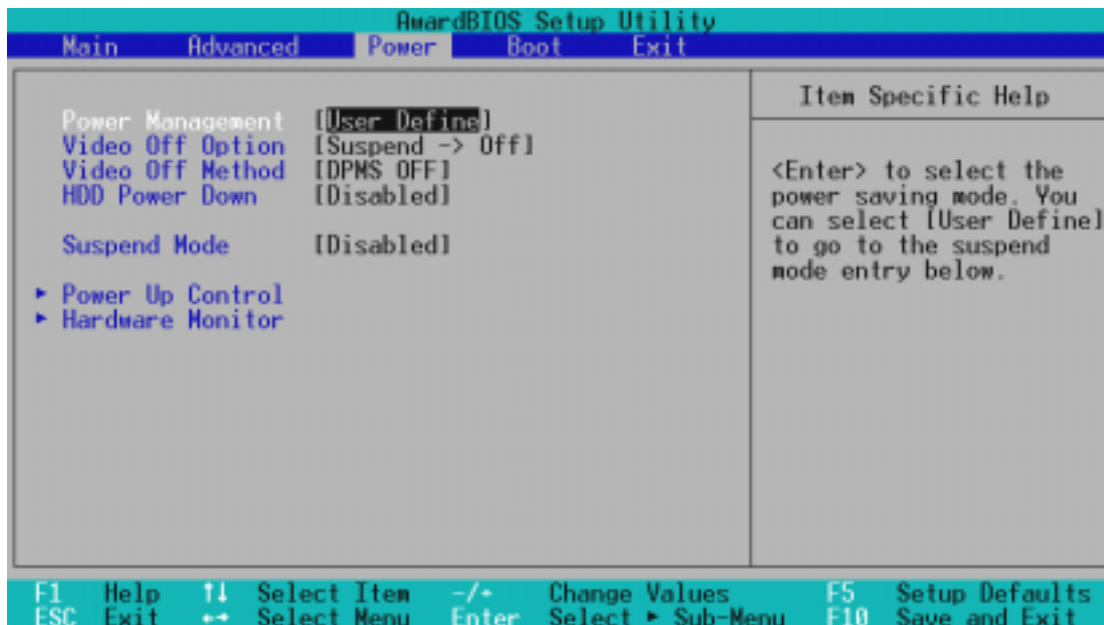 AwardBIOS Setup Utility
Main Advanced Power Boot Exit
Power Management [User Define]
Video Off Option [Suspend -> Off]
Video Off Method [DPMS OFF]
HDD Power Down [Disabled]
Suspend Mode [Disabled]
► Power Up Control
► Hardware Monitor
Item Specific Help
<Enter> to select the
power saving mode. You
can select [User Define]
to go to the suspend
mode entry below.
F1 Help ↑↓ Select Item -/+ Change Values F5 Setup Defaults
ESC Exit ←→ Select Menu Enter Select ► Sub-Menu F10 Save and Exit